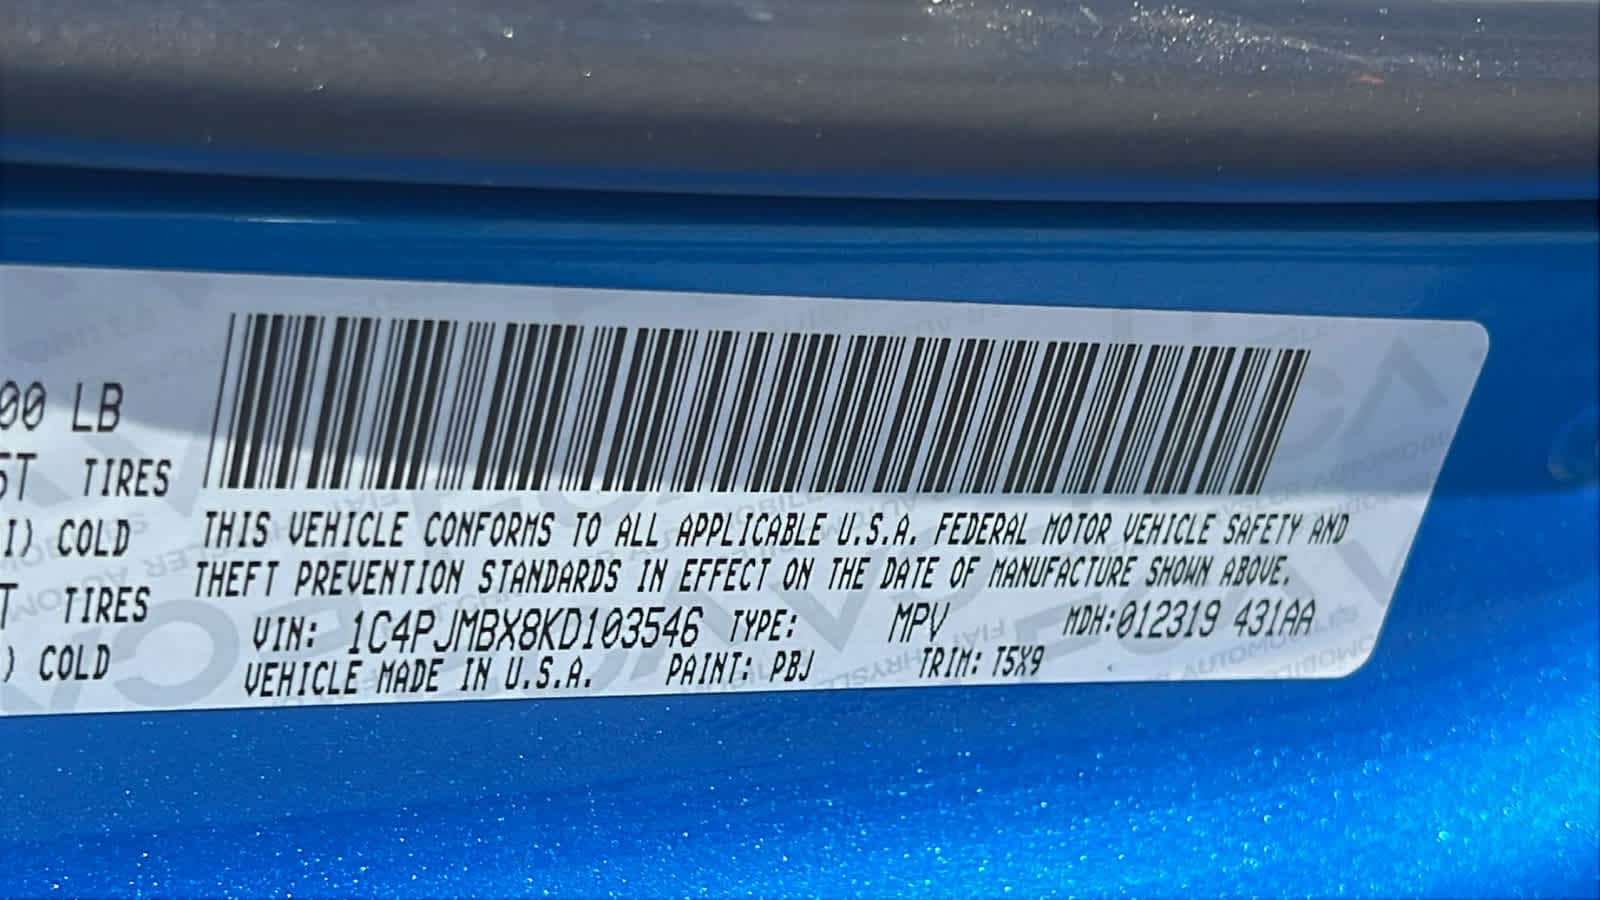 00 LB
5T TIRES
I) COLD
T TIRES
) COLD
THIS VEHICLE CONFORMS TO ALL APPLICABLE U.S.A. FEDERAL MOTOR VEHICLE SAFETY AND
THEFT PREVENTION STANDARDS IN EFFECT ON THE DATE OF MANUFACTURE SHOWN ABOVE.
VIN: 1C4PJMBX8KD103546 TYPE: MPV MDH:012319 431AA
VEHICLE MADE IN U.S.A. PAINT: PBJ TRIM: T5X9